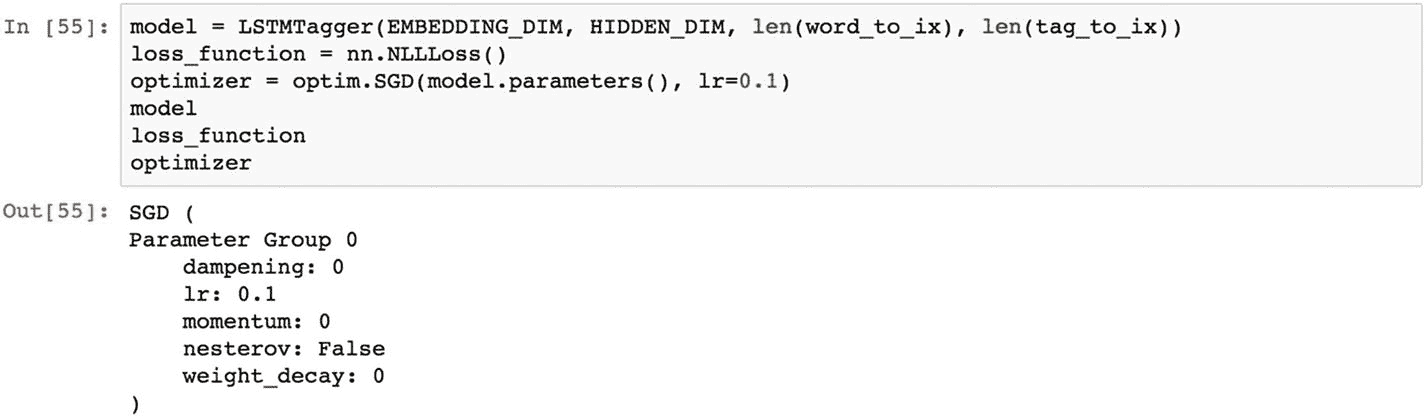 In [55]: model = LSTMTagger(EMBEDDING_DIM, HIDDEN_DIM, len(word_to_ix), len(tag_to_ix))
loss_function = nn.NLLLoss()
optimizer = optim.SGD(model.parameters(), lr=0.1)
model
loss_function
optimizer
Out[55]: SGD (
Parameter Group 0
    dampening: 0
    lr: 0.1
    momentum: 0
    nesterov: False
    weight_decay: 0
)